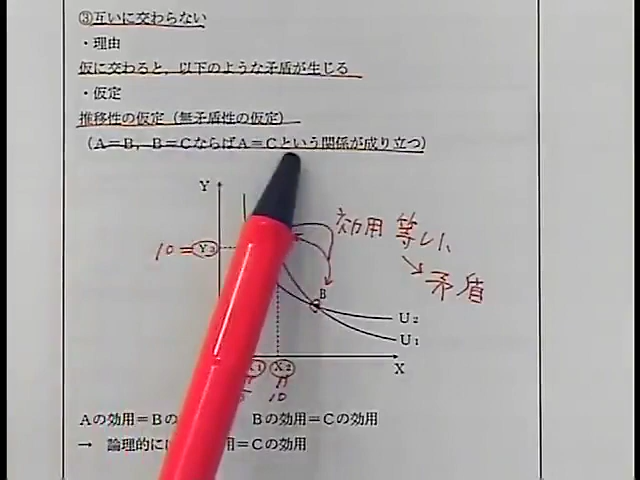 ③互いに交わらない
・理由
仮に交わると，以下のような矛盾が生じる
・仮定
推移性の仮定（無矛盾性の仮定）
（A＝B，B＝CならばA＝Cという関係が成り立つ）
Y
効用 等しい
10＝
矛盾
B
U₂
U₁
X
X₂
10
Aの効用＝Bの
Bの効用＝Cの効用
→ 論理的に
＝Cの効用